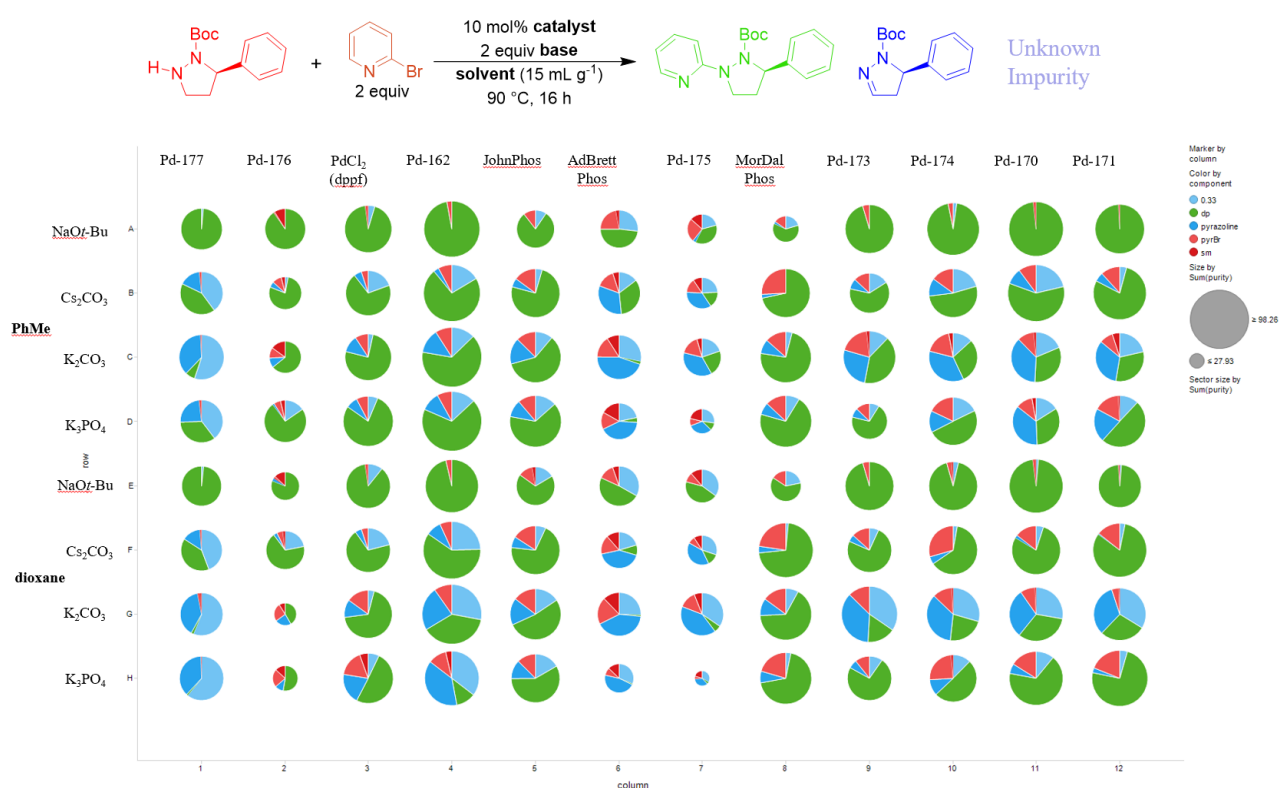 Boc
N
H
N
+
N
Br
2 equiv
10 mol% catalyst
2 equiv base
solvent (15 mL g⁻¹)
90 °C, 16 h
Boc
N
N
N
Boc
N
N
Unknown
Impurity
Pd-177 Pd-176 PdCl₂ Pd-162 JohnPhos AdBrett Pd-175 MorDal Pd-173 Pd-174 Pd-170 Pd-171
(dppf) Phos Phos
NaOt-Bu A
Cs₂CO₃ B
PhMe
K₂CO₃ C
K₃PO₄ D
row
NaOt-Bu E
Cs₂CO₃ F
dioxane
K₂CO₃ G
K₃PO₄ H
1 2 3 4 5 6 7 8 9 10 11 12
column
Marker by
column
Color by
component
0.33
dp
pyrazoline
pyrBr
sm
Size by
Sum(purity)
≥ 98.26
≤ 27.93
Sector size by
Sum(purity)